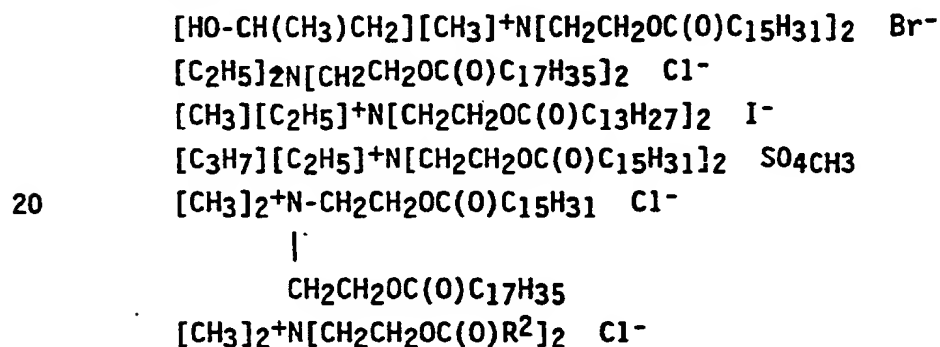 [HO-CH(CH3)CH2][CH3]+N[CH2CH2OC(O)C15H31]2 Br-
[C2H5]2N[CH2CH2OC(O)C17H35]2 Cl-
[CH3][C2H5]+N[CH2CH2OC(O)C13H27]2 I-
[C3H7][C2H5]+N[CH2CH2OC(O)C15H31]2 SO4CH3
20 [CH3]2+N-CH2CH2OC(O)C15H31 Cl-
|
CH2CH2OC(O)C17H35
[CH3]2+N[CH2CH2OC(O)R2]2 Cl-